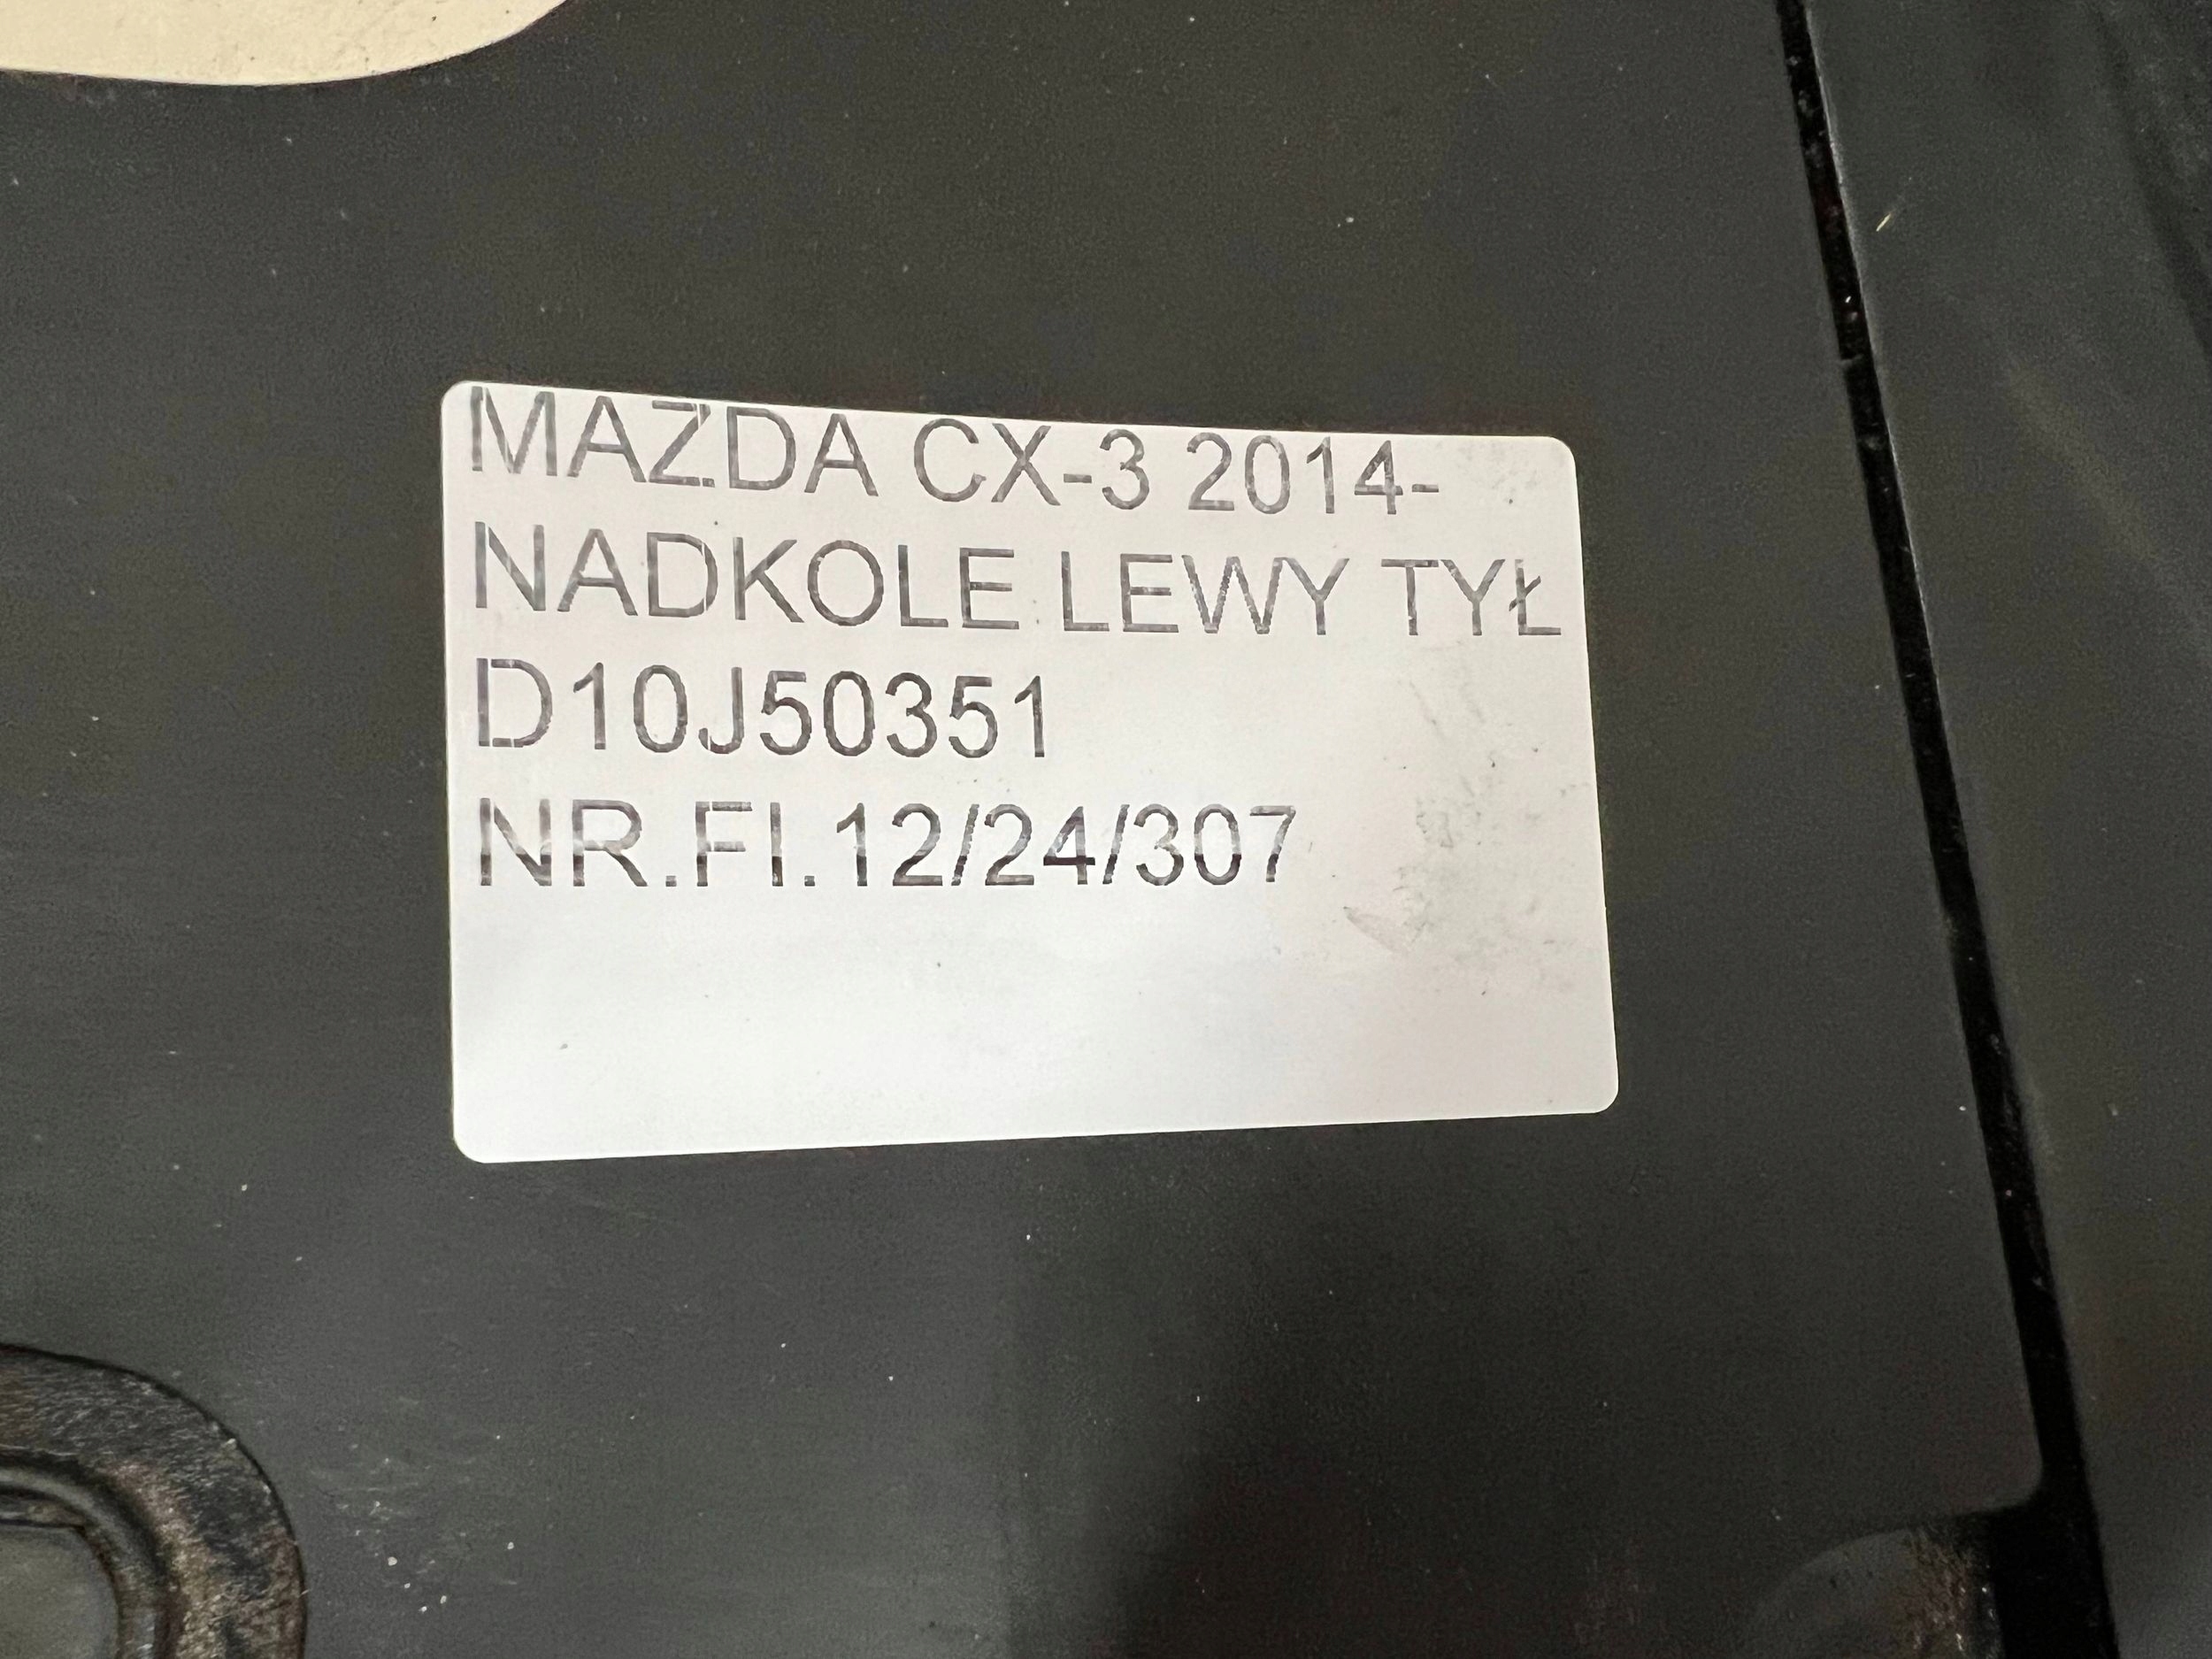 MAZDA CX-3 2014-
NADKOLE LEWY TYŁ
D10J50351
NR.FI.12/24/307